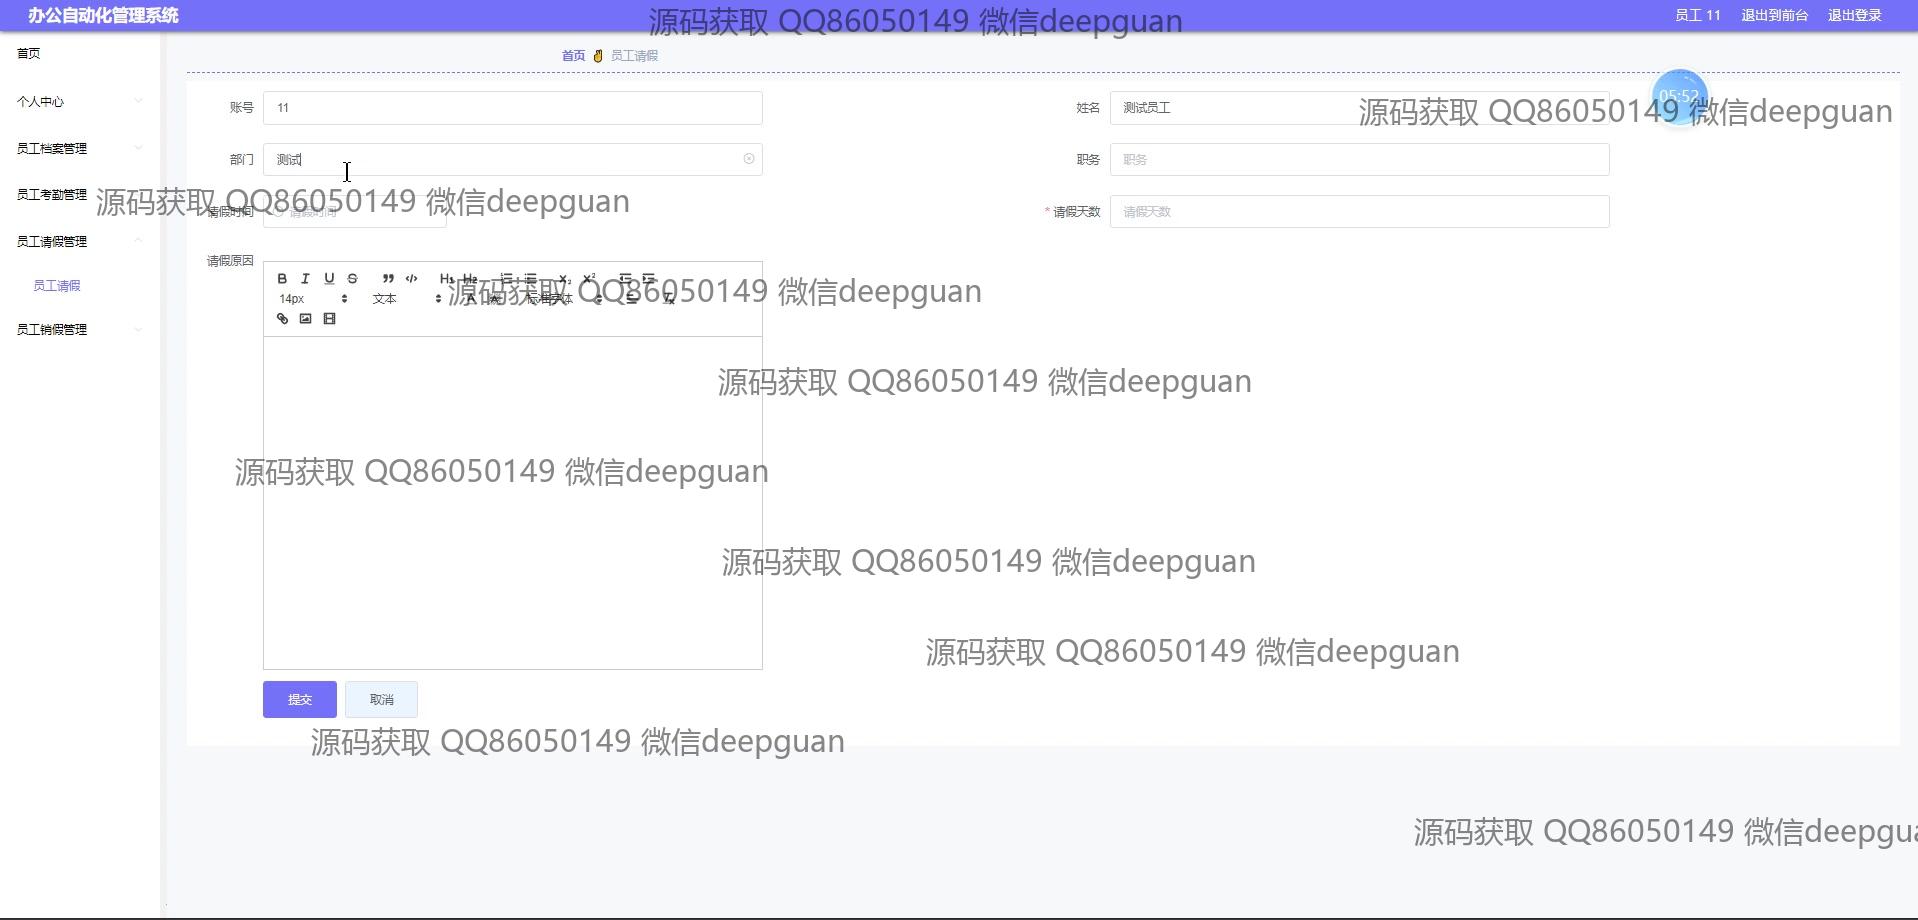 办公自动化管理系统
员工 11 退出到前台 退出登录
源码获取 QQ86050149 微信deepguan
首页
首页 员工请假
个人中心
账号 11
姓名 测试员工
05:52
源码获取 QQ86050149 微信deepguan
员工档案管理
部门 测试
职务 职务
员工考勤管理
源码获取 QQ86050149 微信deepguan
请假时间 请假时间
* 请假天数 请假天数
员工请假管理
请假原因
员工请假
B I U S H1 H2 X2 X2
14px 文本 标准字体
源码获取 QQ86050149 微信deepguan
员工销假管理
源码获取 QQ86050149 微信deepguan
源码获取 QQ86050149 微信deepguan
源码获取 QQ86050149 微信deepguan
源码获取 QQ86050149 微信deepguan
提交 取消
源码获取 QQ86050149 微信deepguan
源码获取 QQ86050149 微信deepgua